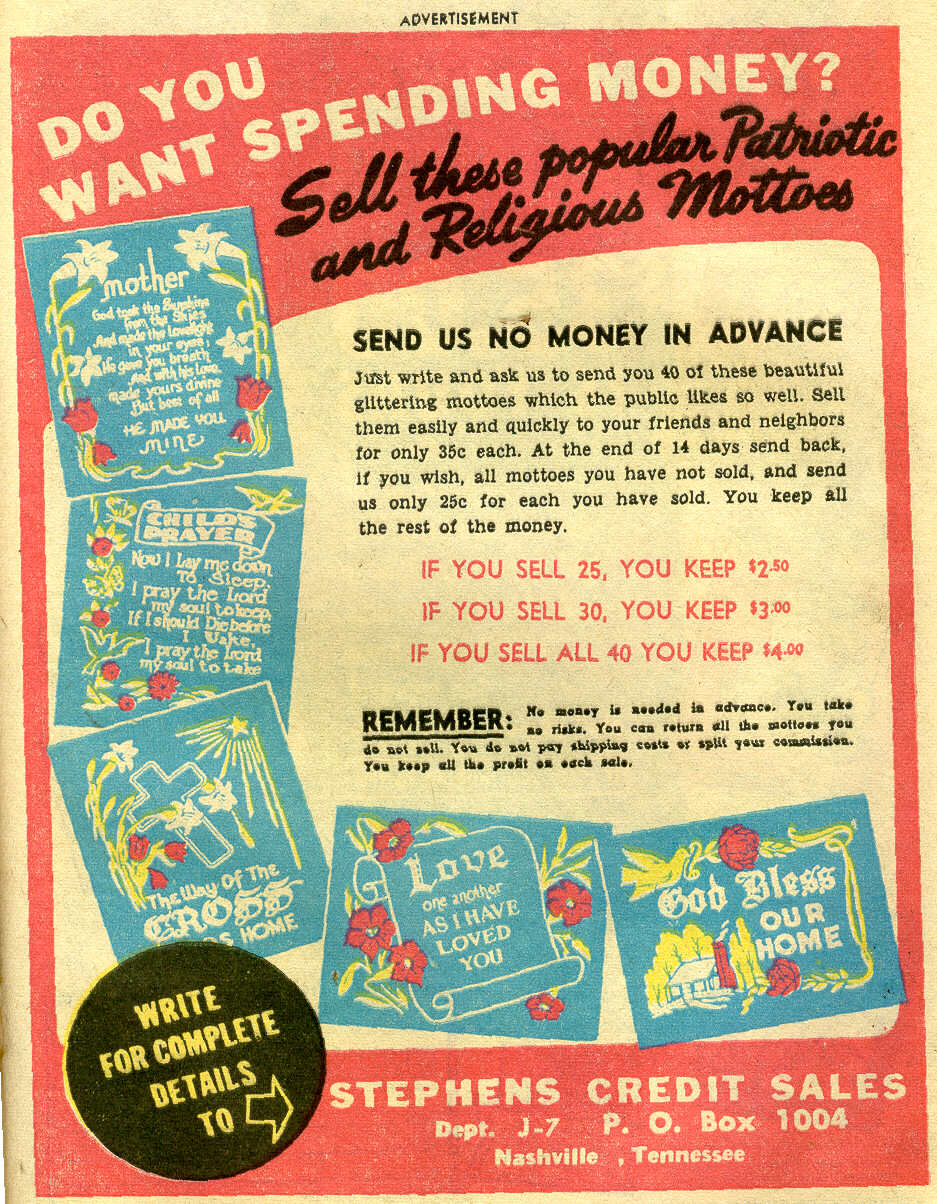 ADVERTISEMENT
DO YOU
WANT SPENDING MONEY?
Sell these popular Patriotic
and Religious Mottoes
mother
God took the Sunshine
from the Skies
And made the Lovelight
in your eyes;
He gave you breath
And with his love
made yours divine
But best of all
HE MADE YOU
MINE
A
CHILD'S
PRAYER
Now I Lay me down
To Sleep,
I pray the Lord
my soul to keep,
If I should Die before
I Wake,
I pray the Lord
my soul to take
The Way Of The
CROSS
HOME
SEND US NO MONEY IN ADVANCE
Just write and ask us to send you 40 of these beautiful
glittering mottoes which the public likes so well. Sell
them easily and quickly to your friends and neighbors
for only 35c each. At the end of 14 days send back,
if you wish, all mottoes you have not sold, and send
us only 25c for each you have sold. You keep all
the rest of the money.
IF YOU SELL 25, YOU KEEP $2.50
IF YOU SELL 30, YOU KEEP $3.00
IF YOU SELL ALL 40 YOU KEEP $4.00
REMEMBER: No money is needed in advance. You take
no risks. You can return all the mottoes you
do not sell. You do not pay shipping costs or split your commission.
You keep all the profit on each sale.
Love
one another
AS I HAVE
LOVED
YOU
God Bless
OUR
HOME
WRITE
FOR COMPLETE
DETAILS
TO
STEPHENS CREDIT SALES
Dept. J-7 P. O. Box 1004
Nashville , Tennessee